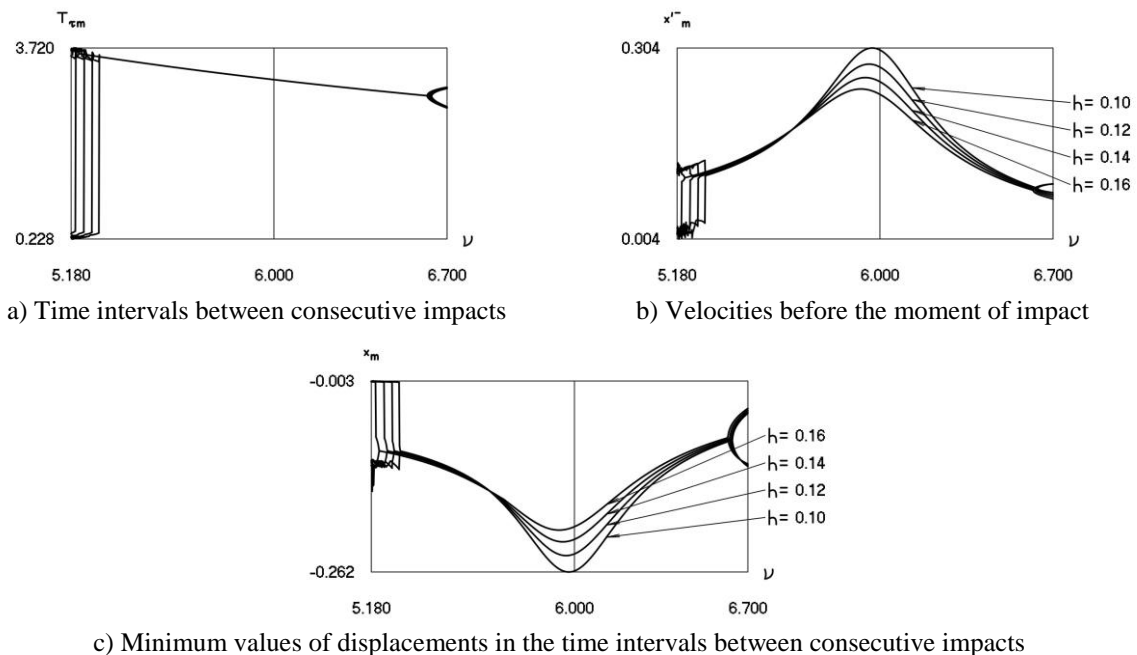 T τm
3.720
0.228
ν
5.180 6.000 6.700
a) Time intervals between consecutive impacts
x'⁻ m
0.304
0.004
h= 0.10
h= 0.12
h= 0.14
h= 0.16
ν
5.180 6.000 6.700
b) Velocities before the moment of impact
x m
-0.003
-0.262
h= 0.16
h= 0.14
h= 0.12
h= 0.10
ν
5.180 6.000 6.700
c) Minimum values of displacements in the time intervals between consecutive impacts